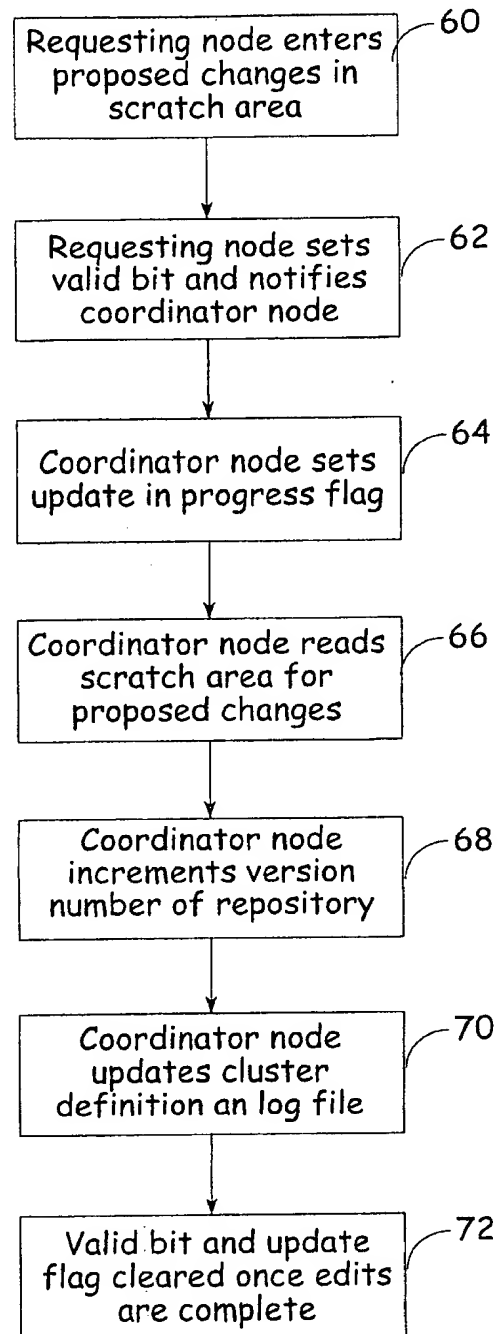 60
Requesting node enters
proposed changes in
scratch area
62
Requesting node sets
valid bit and notifies
coordinator node
64
Coordinator node sets
update in progress flag
66
Coordinator node reads
scratch area for
proposed changes
68
Coordinator node
increments version
number of repository
70
Coordinator node
updates cluster
definition an log file
72
Valid bit and update
flag cleared once edits
are complete